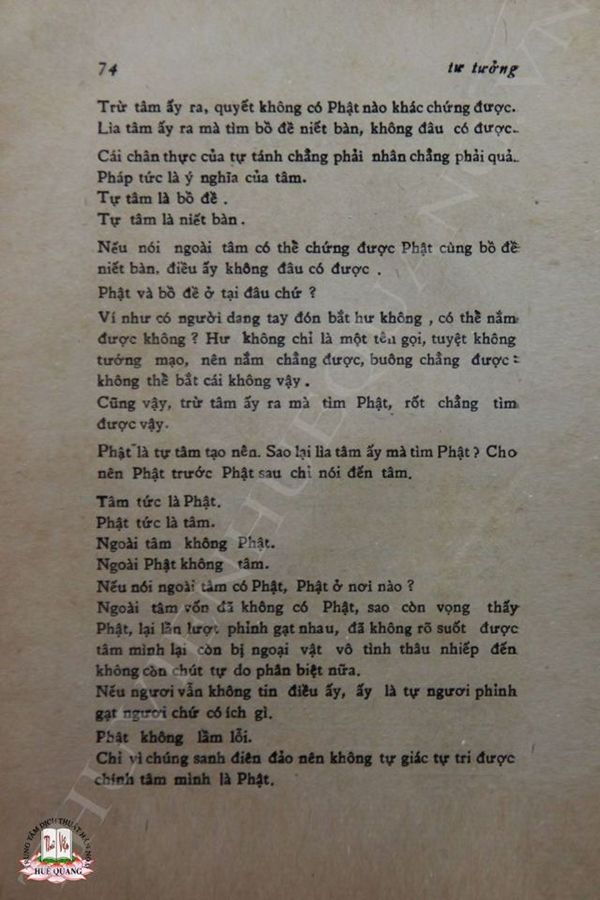 74
tư tưởng
Trừ tâm ấy ra, quyết không có Phật nào khác chứng được.
Lìa tâm ấy ra mà tìm bồ đề niết bàn, không đâu có được.
Cái chân thực của tự tánh chẳng phải nhân chẳng phải quả.
Pháp tức là ý nghĩa của tâm.
Tự tâm là bồ đề .
Tự tâm là niết bàn .
Nếu nói ngoài tâm có thể chứng được Phật cùng bồ đề
niết bàn, điều ấy không đâu có được .
Phật và bồ đề ở tại đâu chứ ?
Ví như có người dang tay đón bắt hư không , có thể nắm
được không ? Hư không chỉ là một tên gọi, tuyệt không
tướng mạo, nên nắm chẳng được, buông chẳng được :
không thể bắt cái không vậy .
Cũng vậy, trừ tâm ấy ra mà tìm Phật, rốt chẳng tìm
được vậy.
Phật là tự tâm tạo nên. Sao lại lìa tâm ấy mà tìm Phật ? Cho
nên Phật trước Phật sau chỉ nói đến tâm.
Tâm tức là Phật.
Phật tức là tâm.
Ngoài tâm không Phật.
Ngoài Phật không tâm.
Nếu nói ngoài tâm có Phật, Phật ở nơi nào ?
Ngoài tâm vốn đã không có Phật, sao còn vọng thấy
Phật, lại lần lượt phỉnh gạt nhau, đã không rõ suốt được
tâm mình lại còn bị ngoại vật vô tình thâu nhiếp đến
không còn chút tự do phân biệt nữa.
Nếu ngươi vẫn không tin điều ấy, ấy là tự ngươi phỉnh
gạt ngươi chứ có ích gì.
Phật không lầm lỗi.
Chỉ vì chúng sanh điên đảo nên không tự giác tự tri được
chính tâm mình là Phật.
TRUNG TÂM DỊCH THUẬT HÁN NÔM
HUỆ QUANG